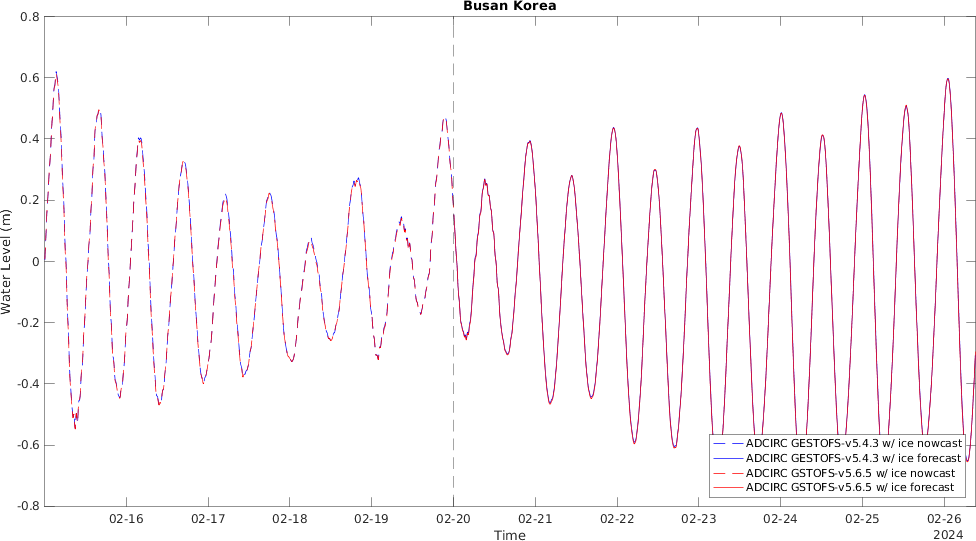 Busan Korea
Water Level (m)
0.8
0.6
0.4
0.2
0
-0.2
-0.4
-0.6
-0.8
ADCIRC GESTOFS-v5.4.3 w/ ice nowcast
ADCIRC GESTOFS-v5.4.3 w/ ice forecast
ADCIRC GSTOFS-v5.6.5 w/ ice nowcast
ADCIRC GSTOFS-v5.6.5 w/ ice forecast
02-16 02-17 02-18 02-19 02-20 02-21 02-22 02-23 02-24 02-25 02-26
Time
2024